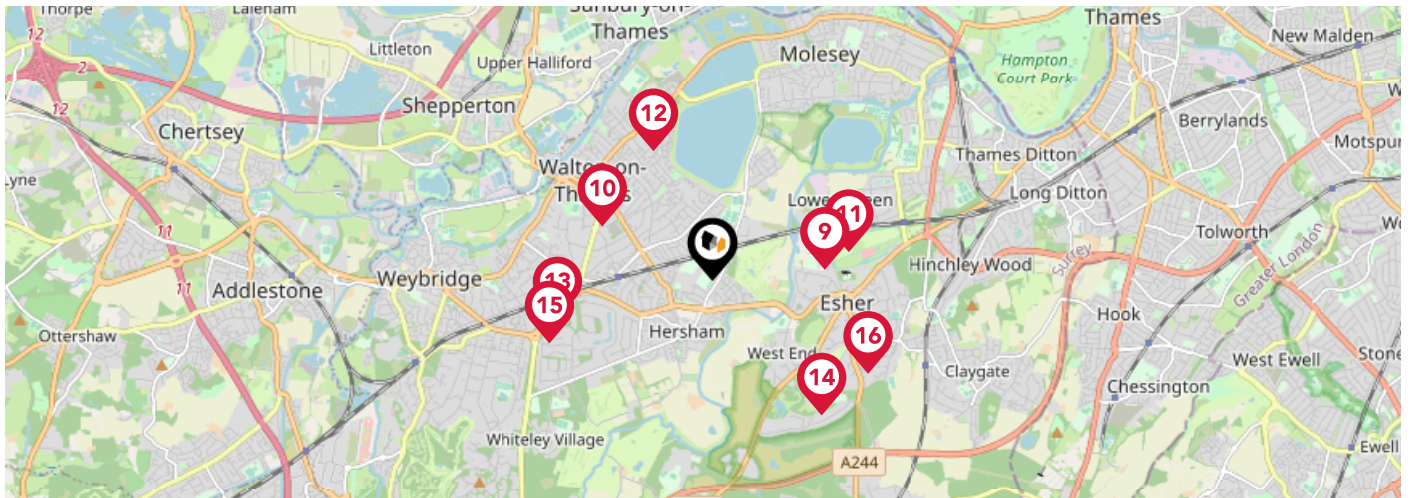 Thorpe
Laleham
Sunbury-on-
Thames
Thames
New Malden
12
2
12
Littleton
Upper Halliford
Molesey
Hampton
Court Park
Shepperton
12
Chertsey
Berrylands
Motspur
Thames Ditton
Walton-on-
Thames
Lyne
10
Long Ditton
Lower Green
11
9
11
Tolworth
Hinchley Wood
Surrey
Greater London
11
Weybridge
13
Addlestone
Esher
15
Hersham
Hook
Ottershaw
16
West End
West Ewell
14
Claygate
Chessington
Whiteley Village
A244
Ewell